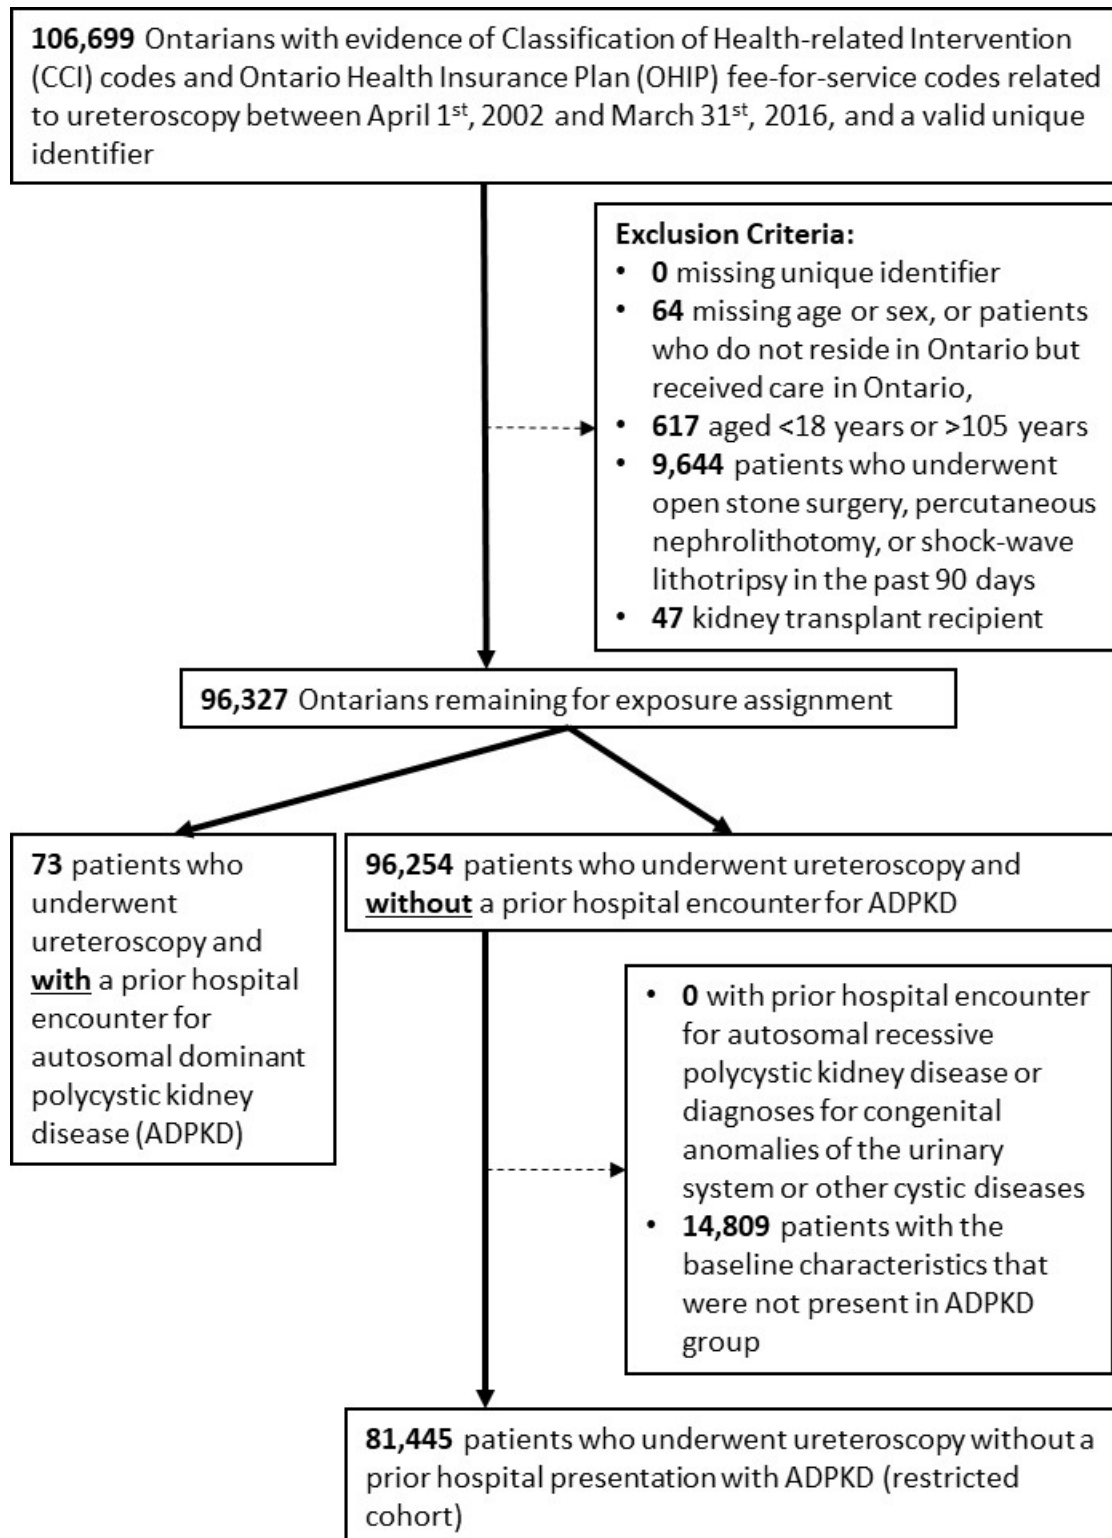 106,699 Ontarians with evidence of Classification of Health-related Intervention
(CCI) codes and Ontario Health Insurance Plan (OHIP) fee-for-service codes related
to ureteroscopy between April 1st, 2002 and March 31st, 2016, and a valid unique
identifier
Exclusion Criteria:
• 0 missing unique identifier
• 64 missing age or sex, or patients
who do not reside in Ontario but
received care in Ontario,
• 617 aged <18 years or >105 years
• 9,644 patients who underwent
open stone surgery, percutaneous
nephrolithotomy, or shock-wave
lithotripsy in the past 90 days
• 47 kidney transplant recipient
96,327 Ontarians remaining for exposure assignment
73 patients who
underwent
ureteroscopy and
with a prior hospital
encounter for
autosomal dominant
polycystic kidney
disease (ADPKD)
96,254 patients who underwent ureteroscopy and
without a prior hospital encounter for ADPKD
• 0 with prior hospital encounter
for autosomal recessive
polycystic kidney disease or
diagnoses for congenital
anomalies of the urinary
system or other cystic diseases
• 14,809 patients with the
baseline characteristics that
were not present in ADPKD
group
81,445 patients who underwent ureteroscopy without a
prior hospital presentation with ADPKD (restricted
cohort)